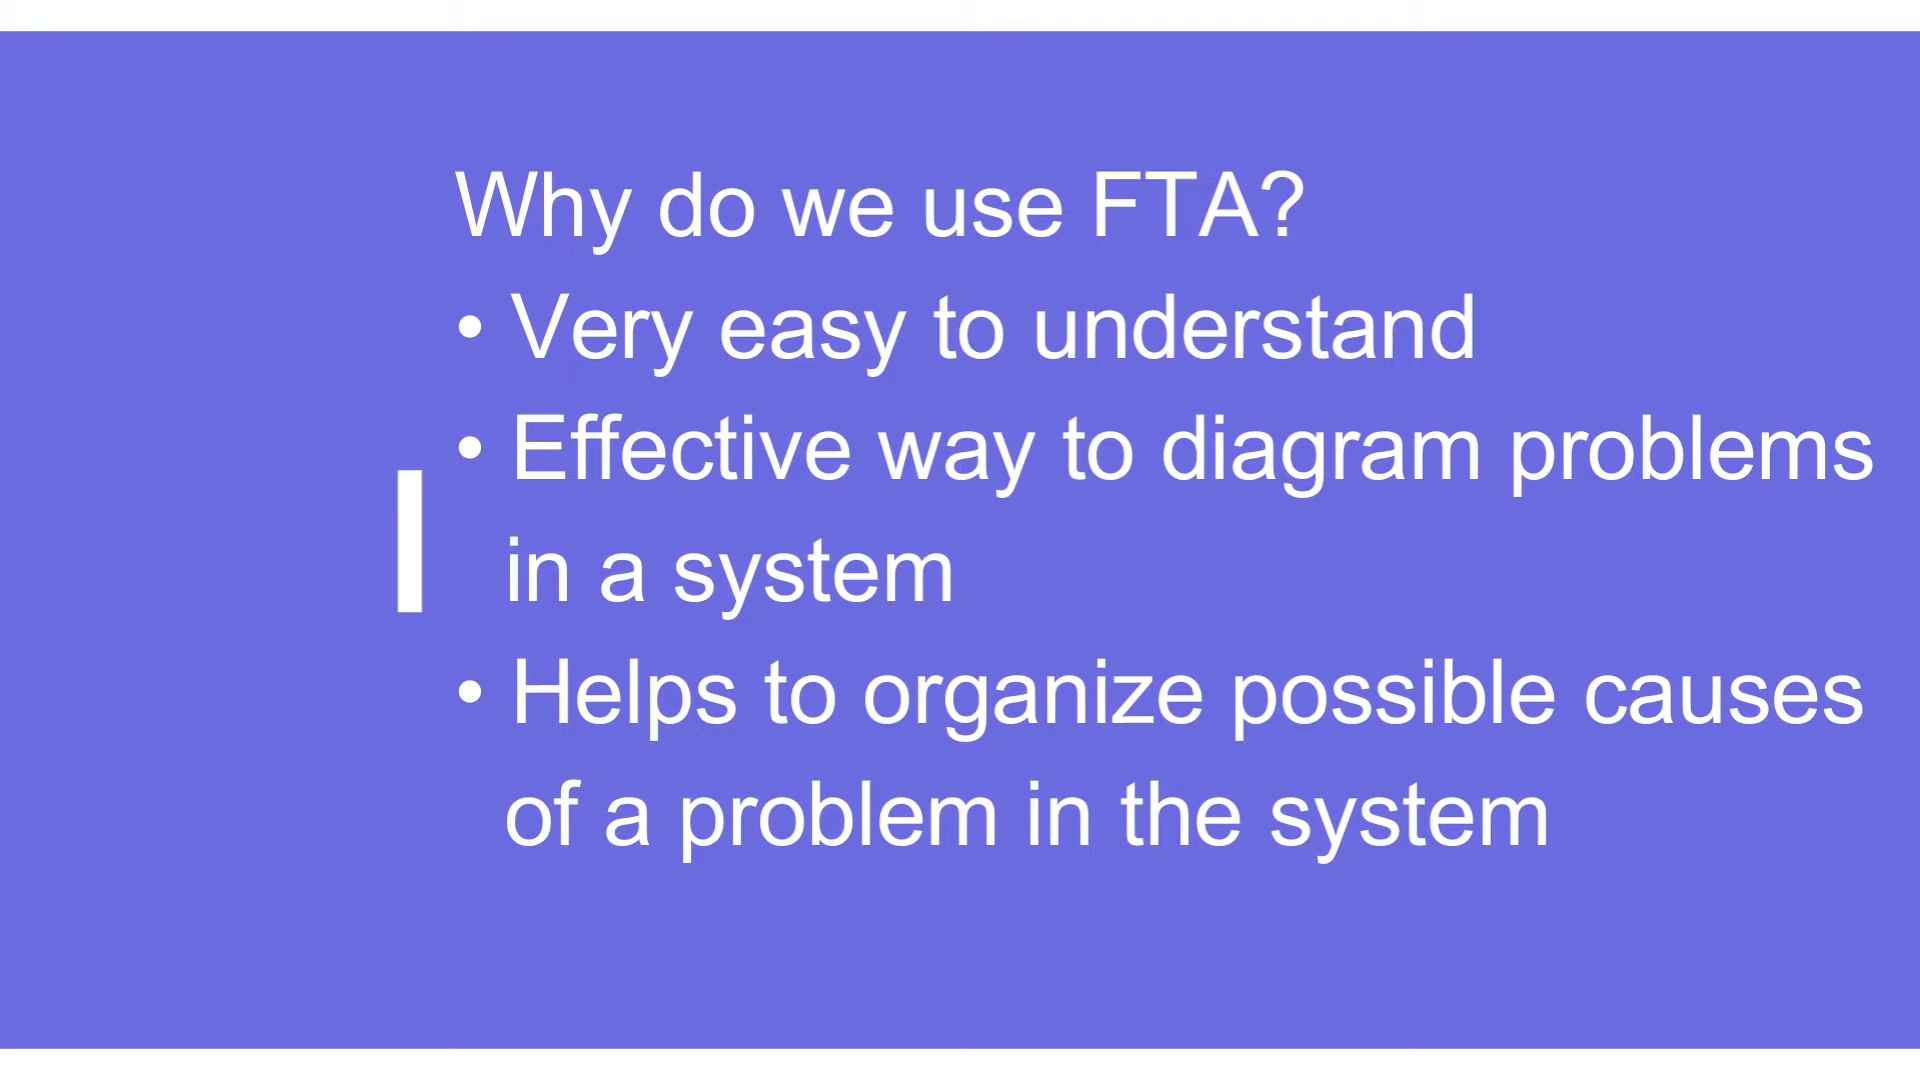 Why do we use FTA?
• Very easy to understand
• Effective way to diagram problems
in a system
• Helps to organize possible causes
of a problem in the system